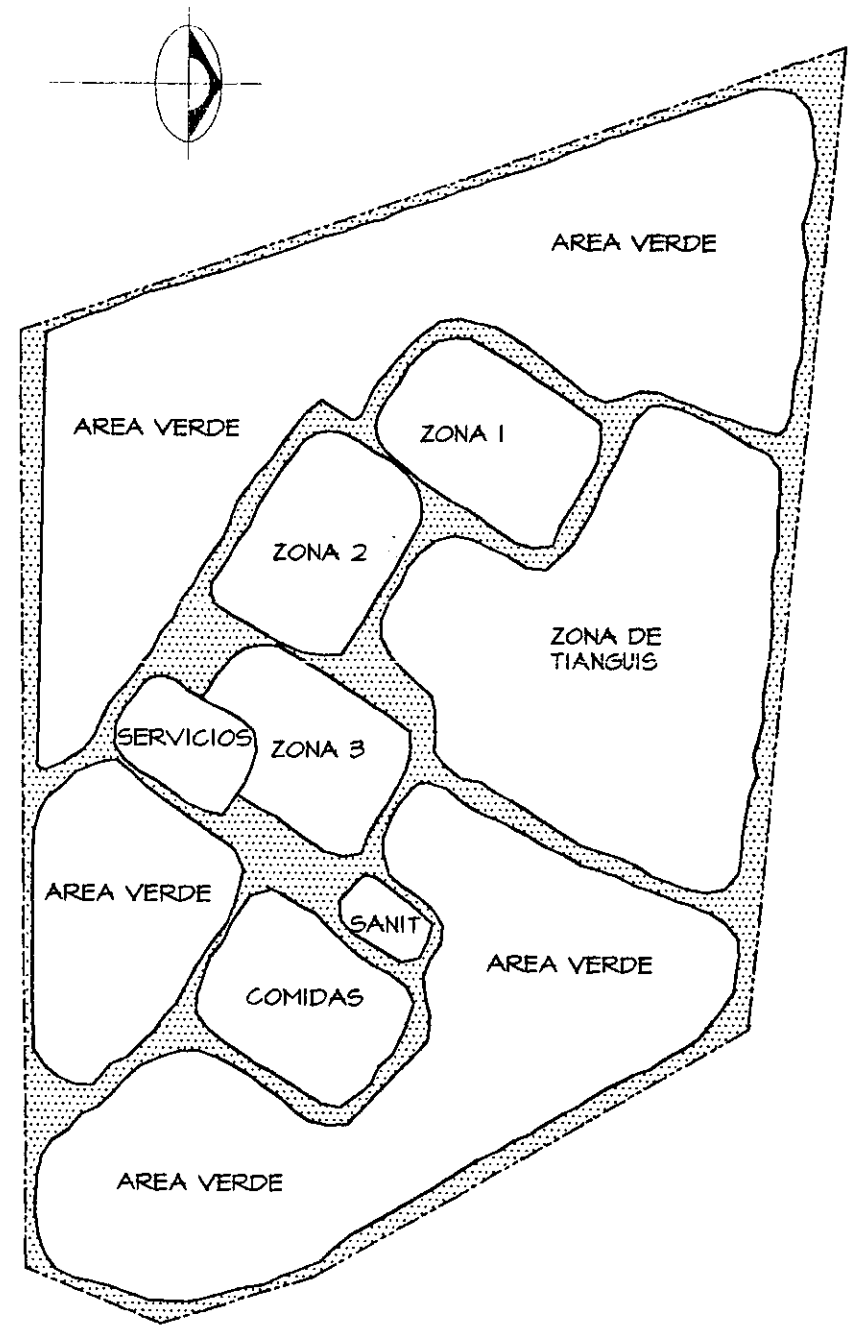 AREA VERDE
AREA VERDE
ZONA 1
ZONA 2
ZONA DE
TIANGUIS
SERVICIOS
ZONA 3
AREA VERDE
SANIT
AREA VERDE
COMIDAS
AREA VERDE